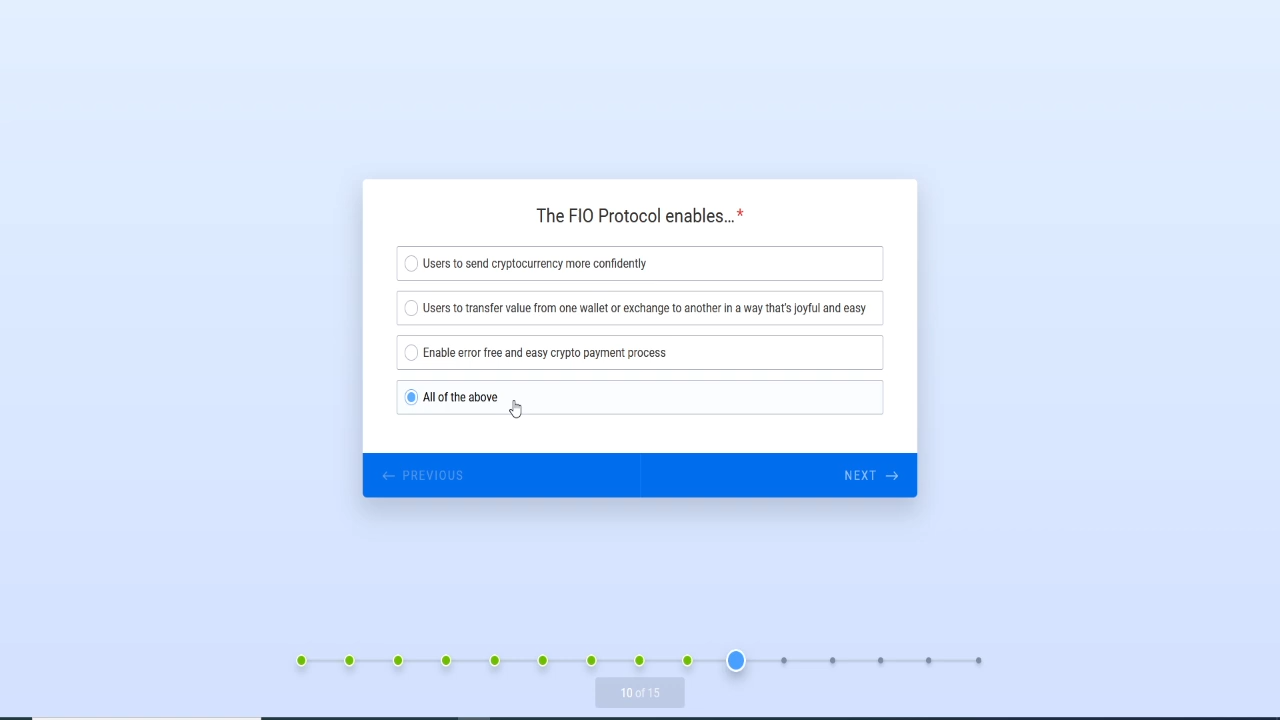 The FIO Protocol enables...*
Users to send cryptocurrency more confidently
Users to transfer value from one wallet or exchange to another in a way that's joyful and easy
Enable error free and easy crypto payment process
All of the above
← PREVIOUS
NEXT →
10 of 15